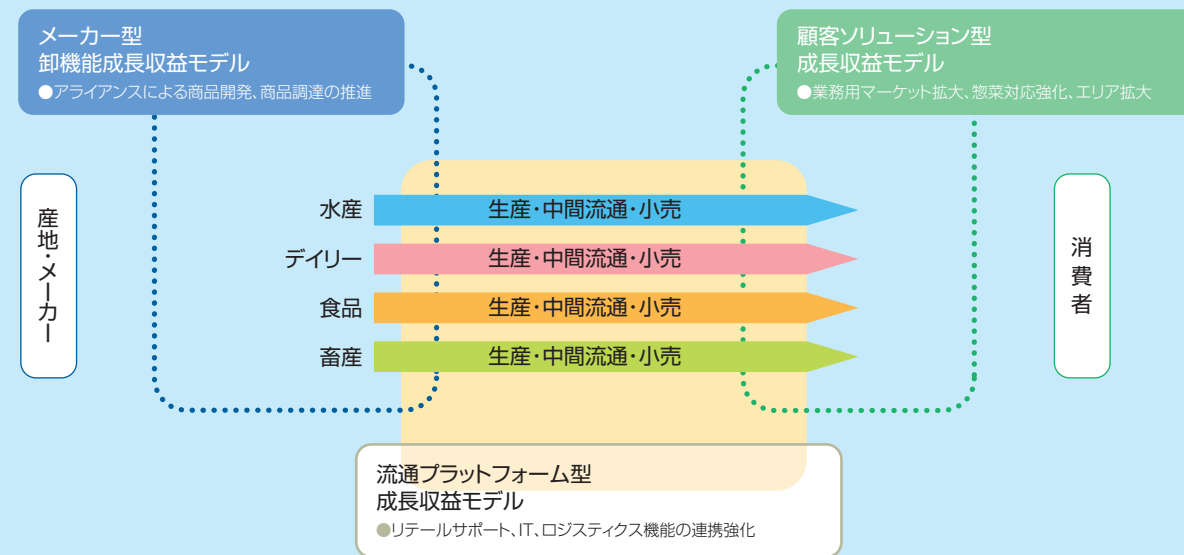 メーカー型
卸機能成長収益モデル
●アライアンスによる商品開発、商品調達の推進
顧客ソリューション型
成長収益モデル
●業務用マーケット拡大、惣菜対応強化、エリア拡大
産地・メーカー
水産
生産・中間流通・小売
デイリー
生産・中間流通・小売
食品
生産・中間流通・小売
畜産
生産・中間流通・小売
消費者
流通プラットフォーム型
成長収益モデル
●リテールサポート、IT、ロジスティクス機能の連携強化